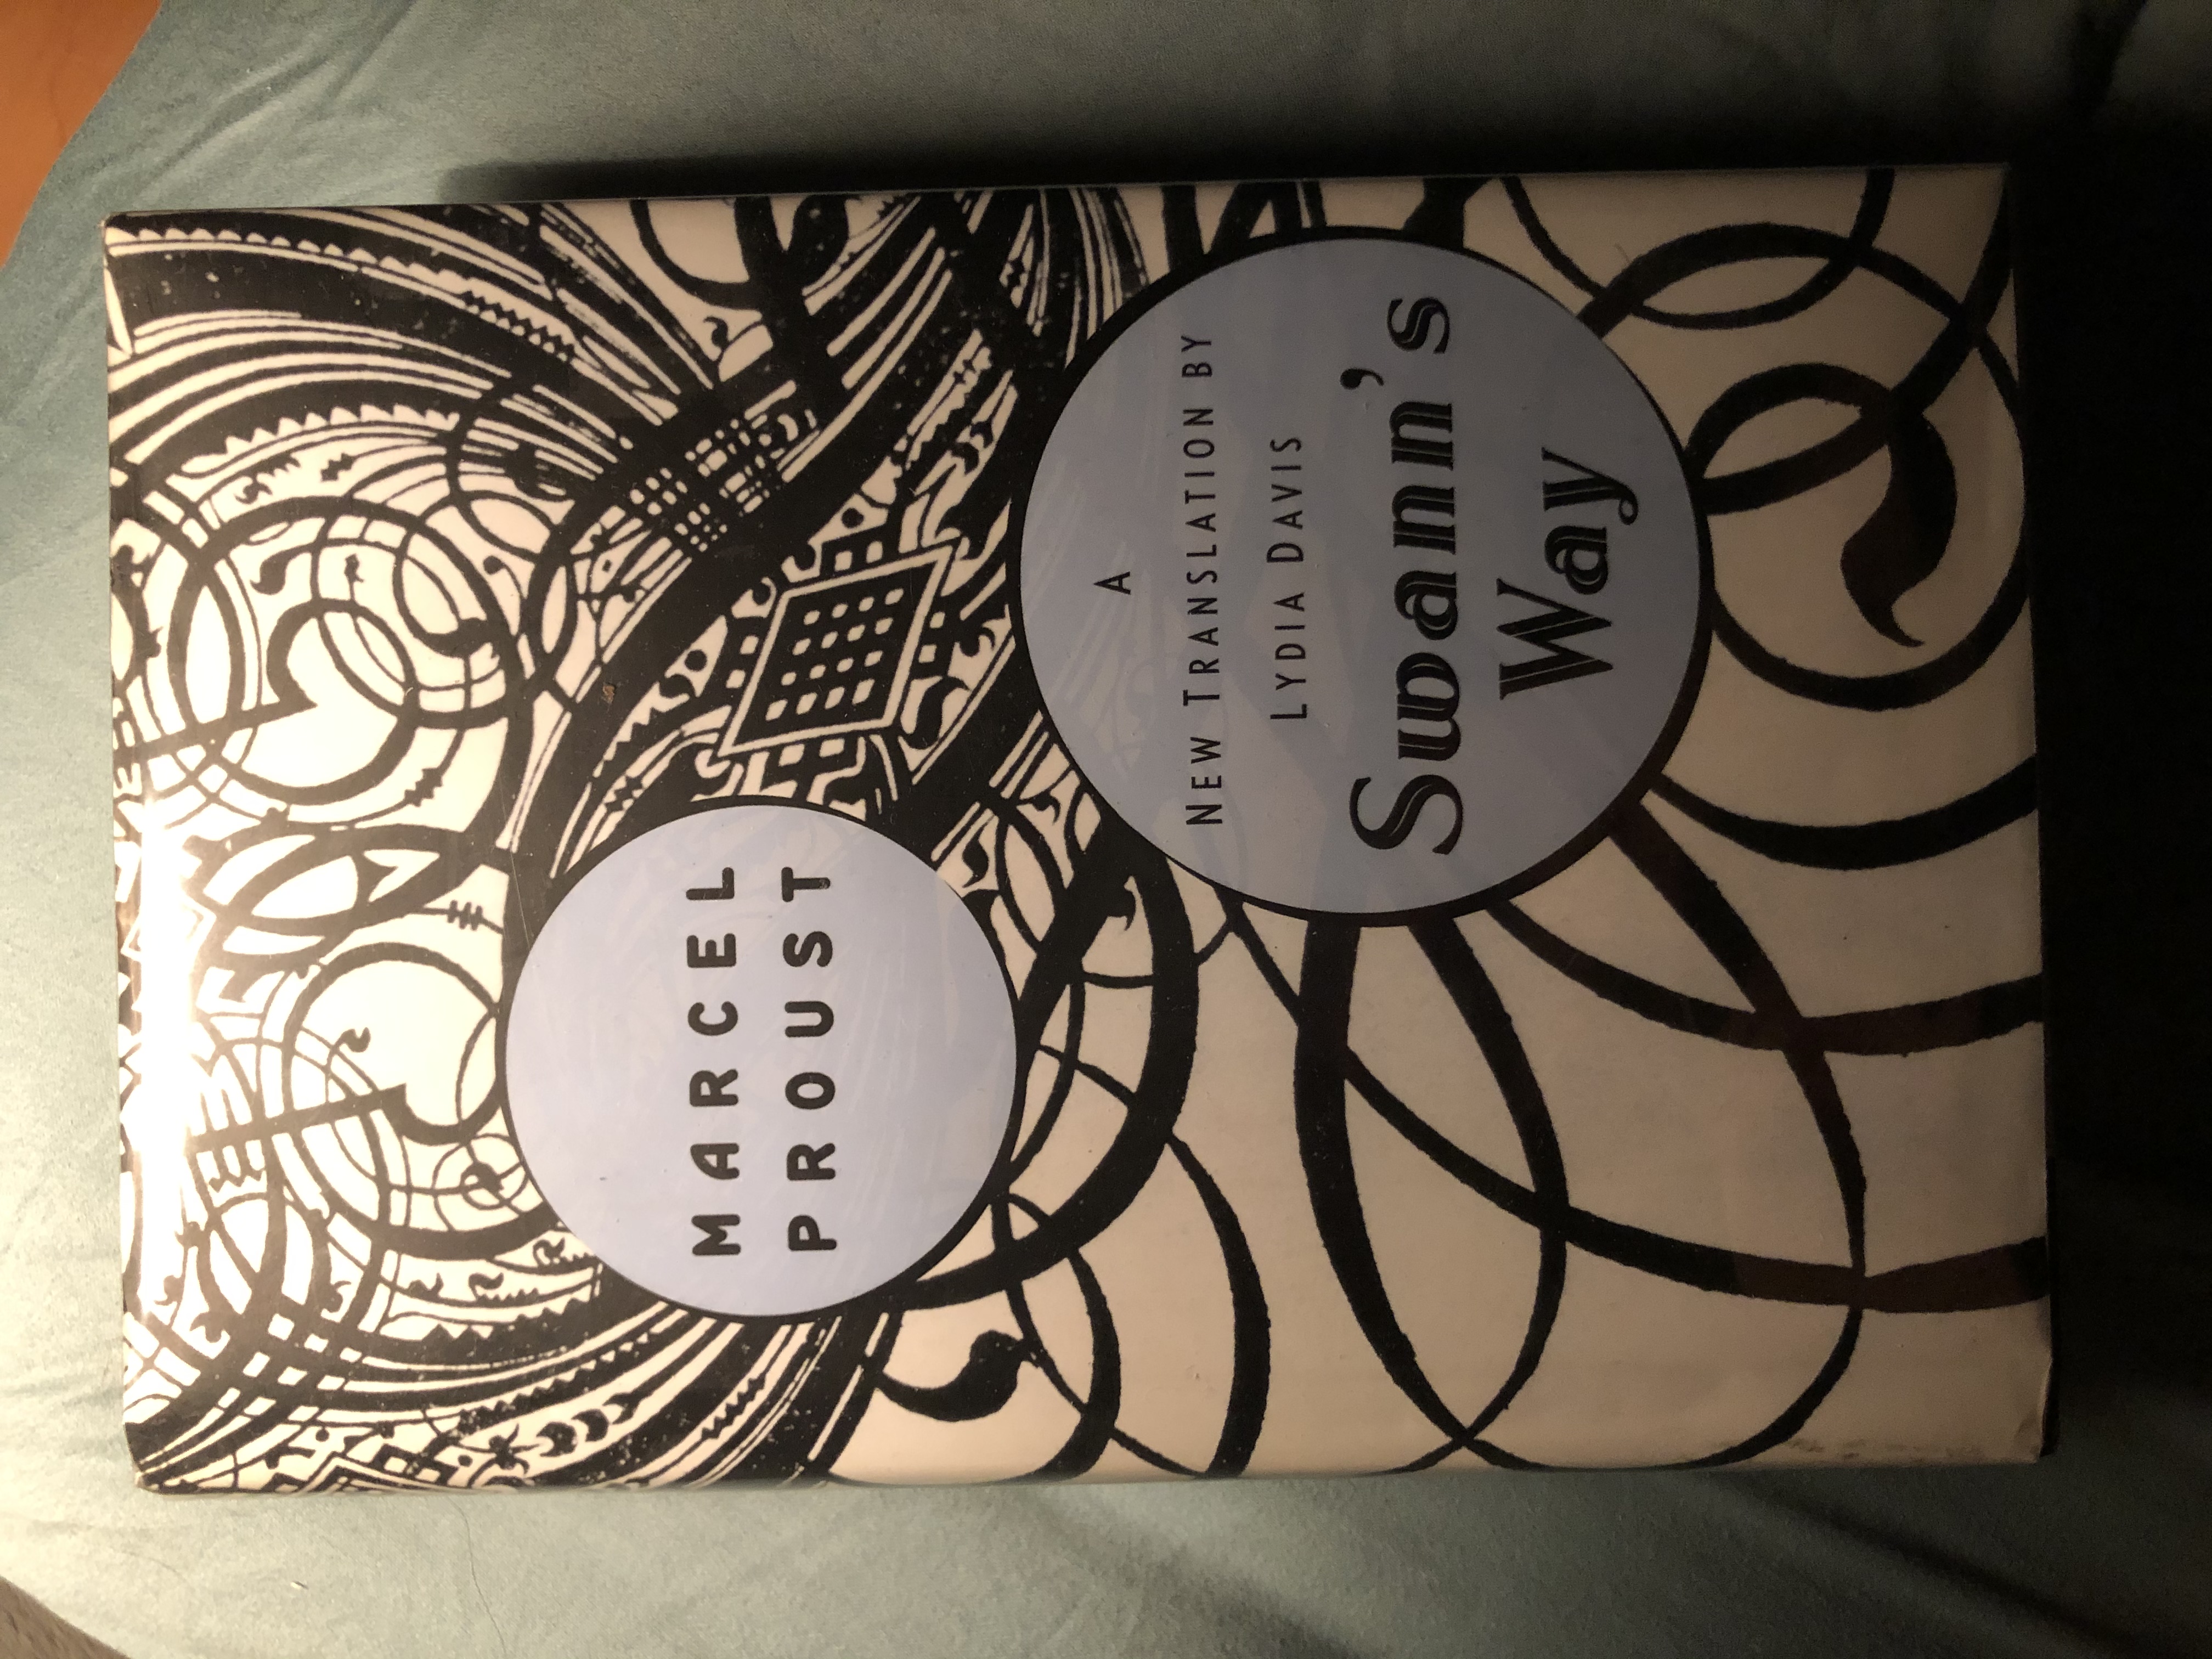 MARCEL
PROUST
A
NEW TRANSLATION BY
LYDIA DAVIS
Swann's
Way